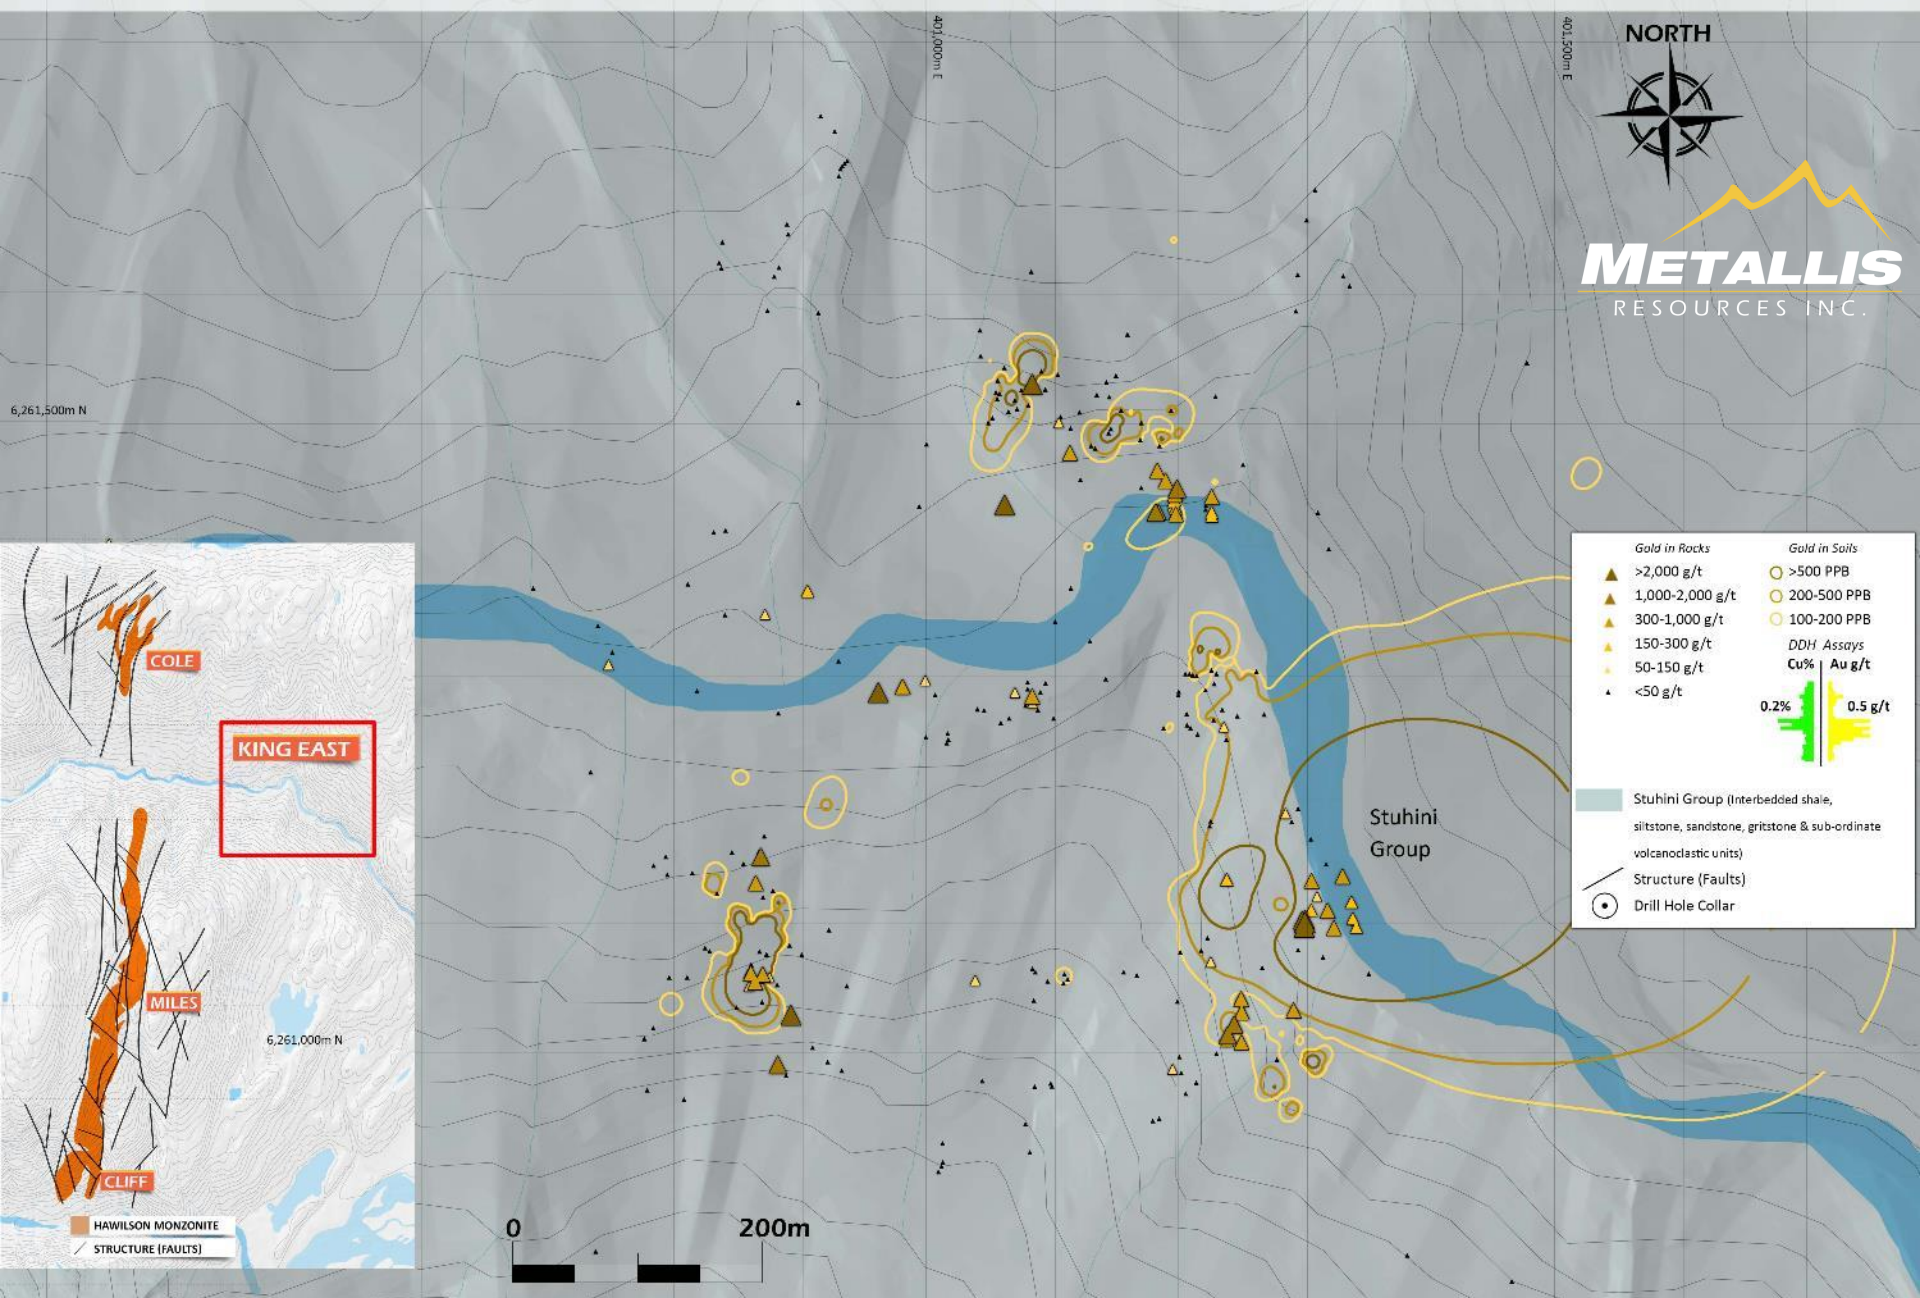 401,000m E
401,500m E
NORTH
METALLIS
RESOURCES INC.
6,261,500m N
Gold in Rocks
>2,000 g/t
1,000-2,000 g/t
300-1,000 g/t
150-300 g/t
50-150 g/t
<50 g/t
Gold in Soils
>500 PPB
200-500 PPB
100-200 PPB
DDH Assays
Cu% | Au g/t
0.2%
0.5 g/t
Stuhini Group (Interbedded shale,
siltstone, sandstone, gritstone & sub-ordinate
volcanoclastic units)
Structure (Faults)
Drill Hole Collar
Stuhini
Group
COLE
KING EAST
MILES
6,261,000m N
CLIFF
HAWILSON MONZONITE
STRUCTURE (FAULTS)
0
200m